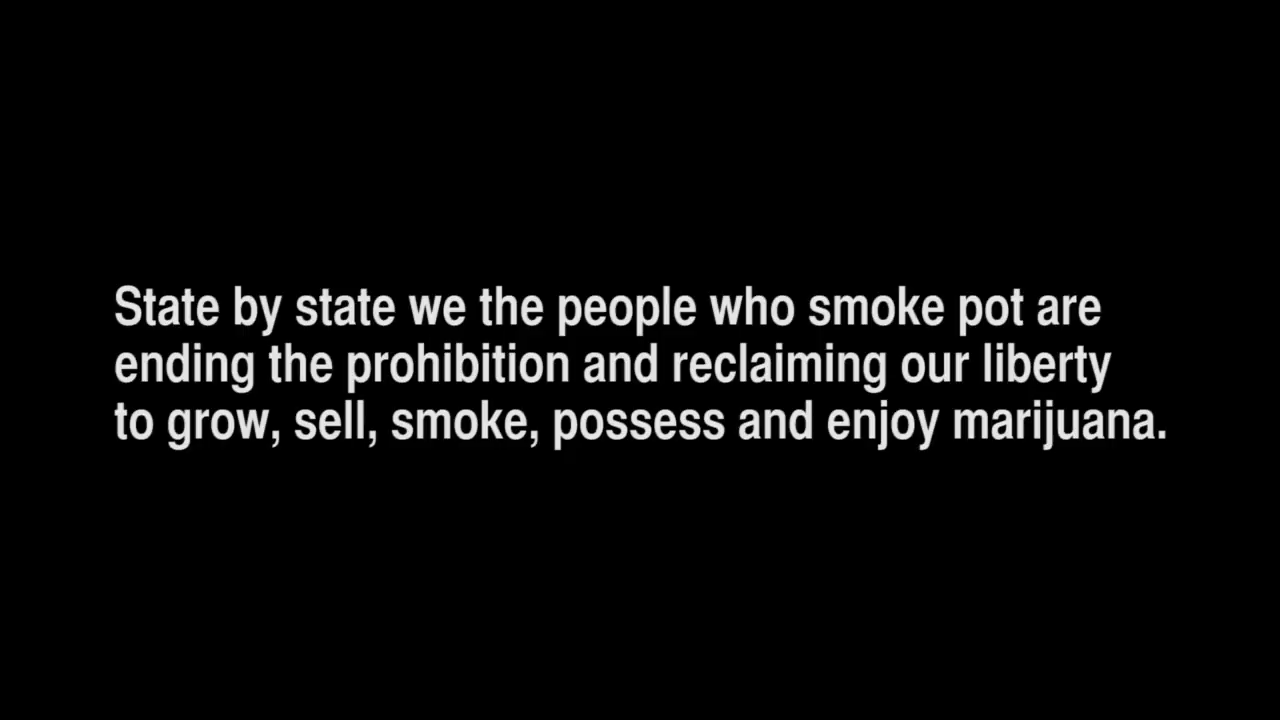 State by state we the people who smoke pot are
ending the prohibition and reclaiming our liberty
to grow, sell, smoke, possess and enjoy marijuana.